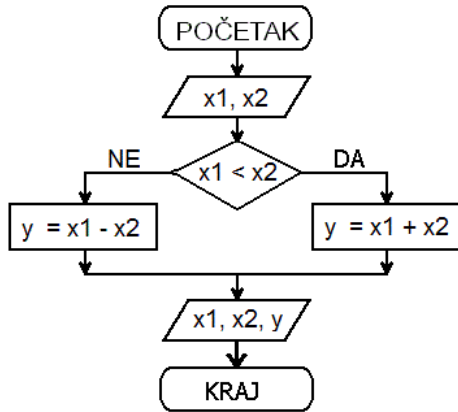 POČETAK
x1, x2
NE
x1 < x2
DA
y = x1 - x2
y = x1 + x2
x1, x2, y
KRAJ